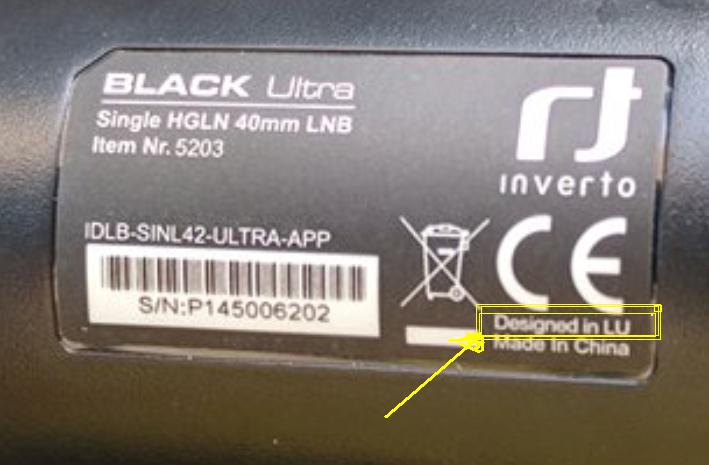 BLACK Ultra
Single HGLN 40mm LNB
Item Nr. 5203
inverto
IDLB-SINL42-ULTRA-APP
S/N:P145006202
CE
Designed in LU
Made In China